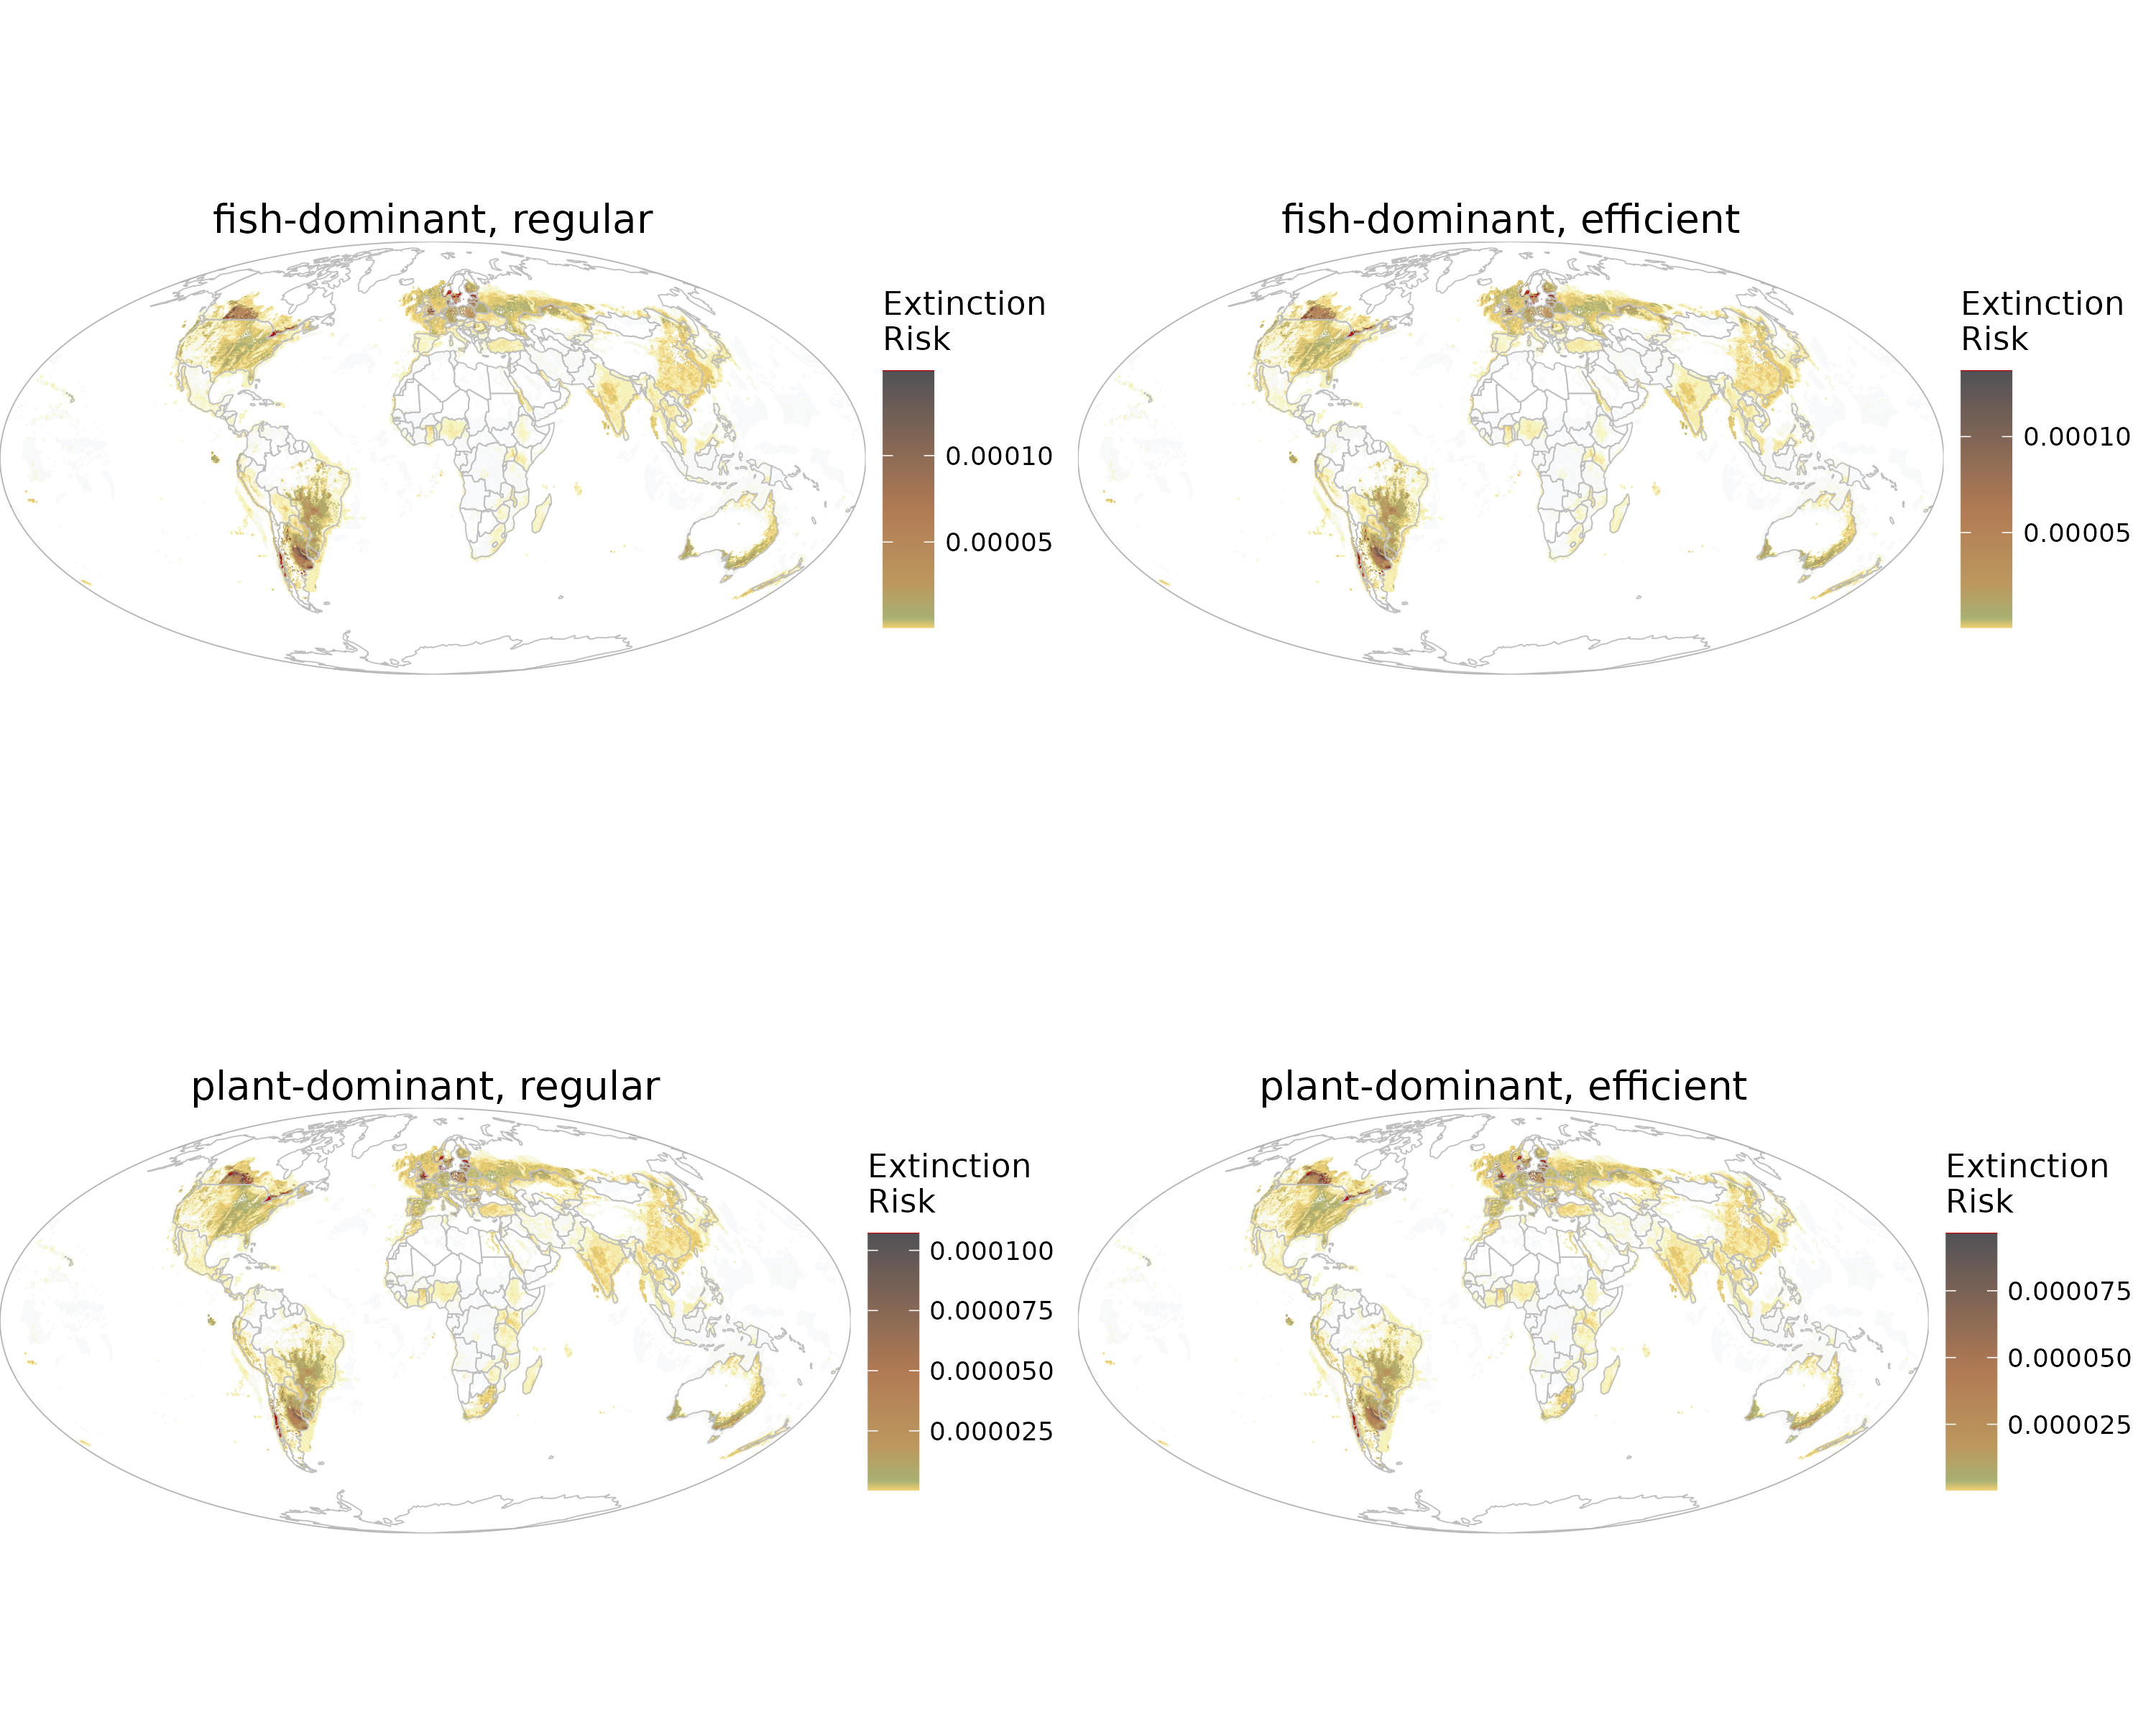 fish-dominant, regular
Extinction
Risk
0.00010
0.00005
fish-dominant, efficient
Extinction
Risk
0.00010
0.00005
plant-dominant, regular
Extinction
Risk
0.000100
0.000075
0.000050
0.000025
plant-dominant, efficient
Extinction
Risk
0.000075
0.000050
0.000025